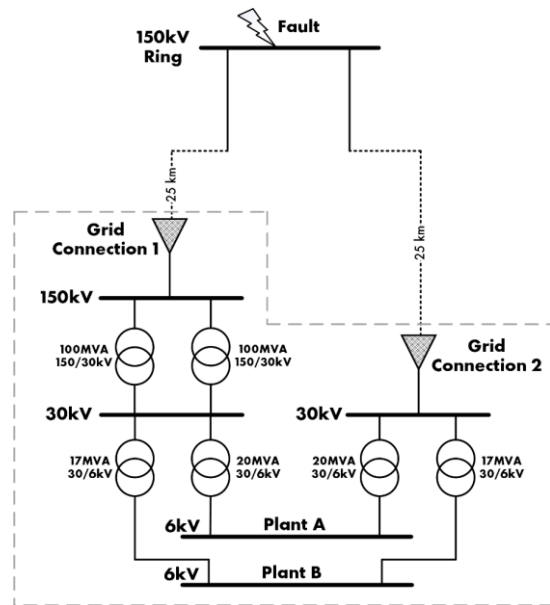 150kV
Ring
Fault
25 km
25 km
Grid
Connection 1
150kV
100MVA
150/30kV
100MVA
150/30kV
Grid
Connection 2
30kV
30kV
17MVA
30/6kV
20MVA
30/6kV
20MVA
30/6kV
17MVA
30/6kV
6kV
Plant A
6kV
Plant B